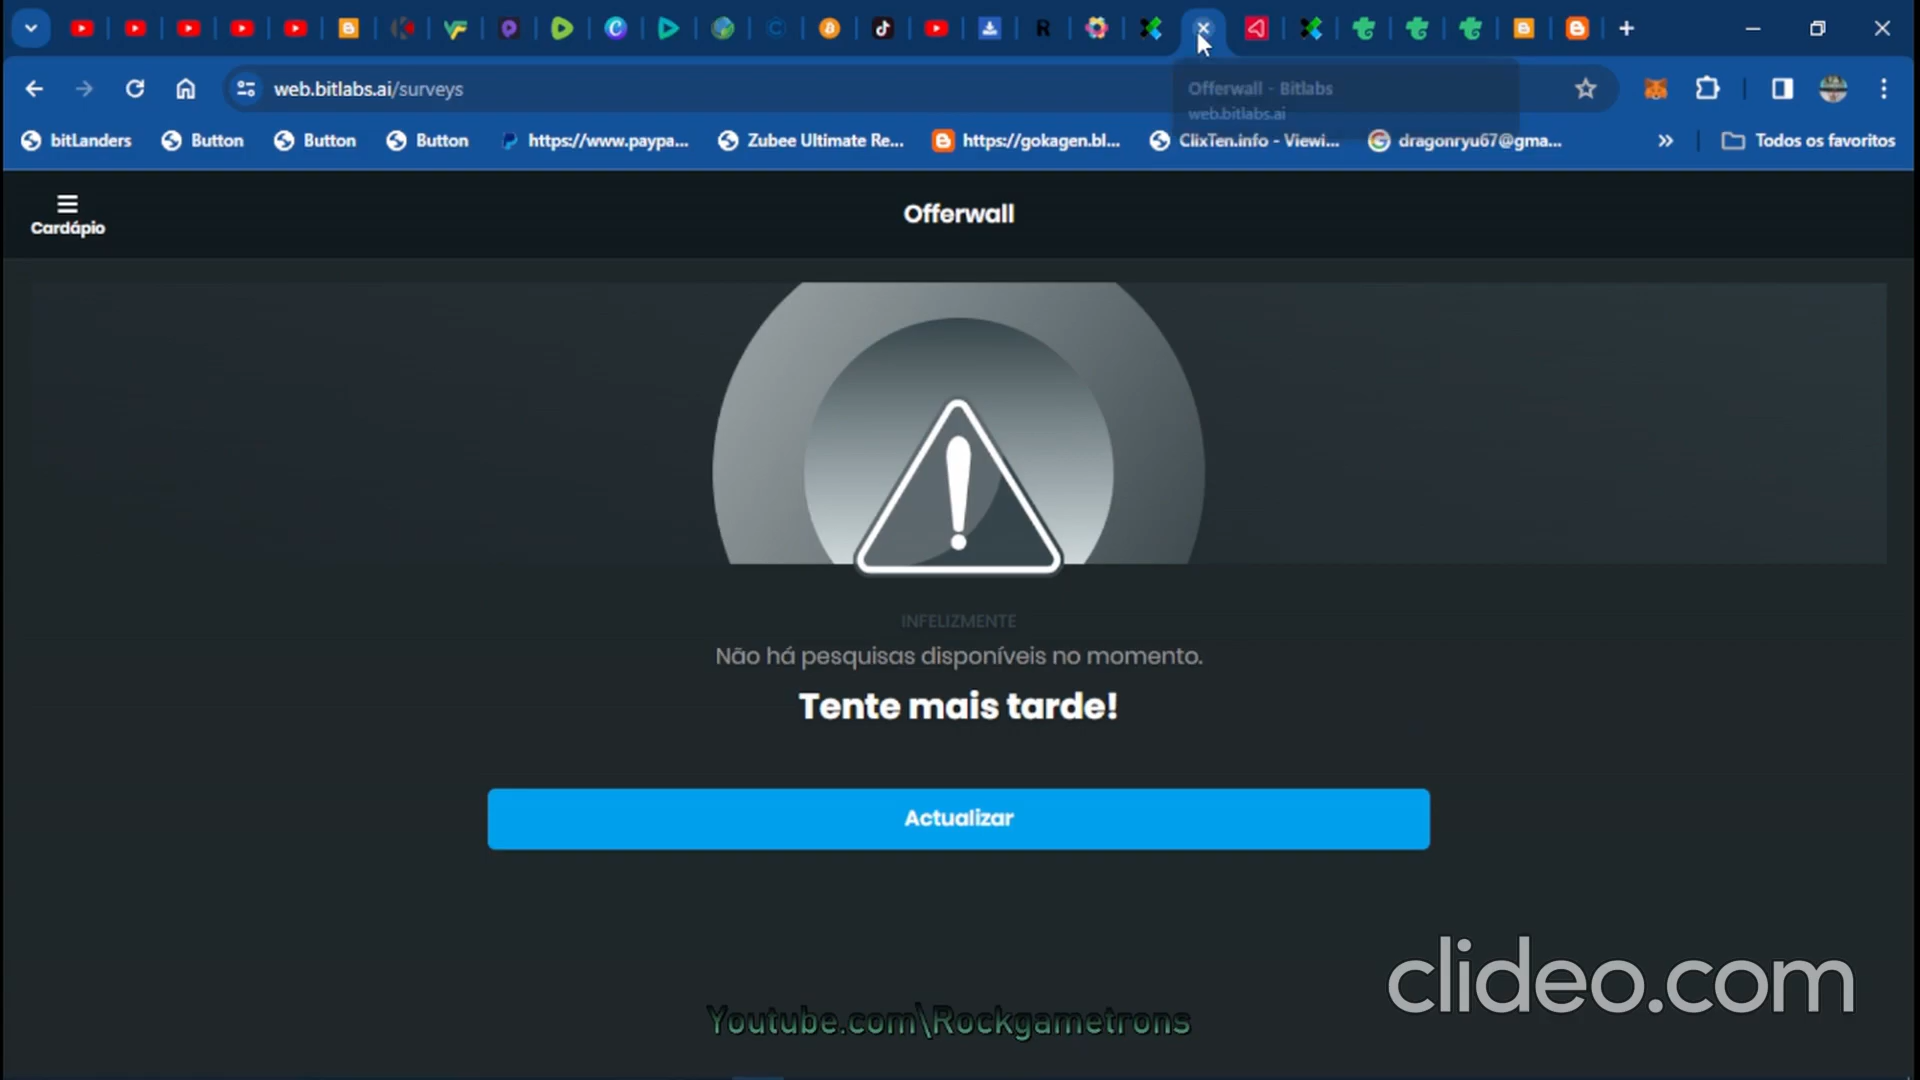 web.bitlabs.ai/surveys
Offerwall - Bitlabs
web.bitlabs.ai
bitLanders
Button
Button
Button
https://www.paypa...
Zubee Ultimate Re...
https://gokagen.bl...
ClixTen.info - Viewi...
dragonryu67@gma...
»
Todos os favoritos
Cardápio
Offerwall
INFELIZMENTE
Não há pesquisas disponíveis no momento.
Tente mais tarde!
Actualizar
clideo.com
Youtube.com\Rockgametrons